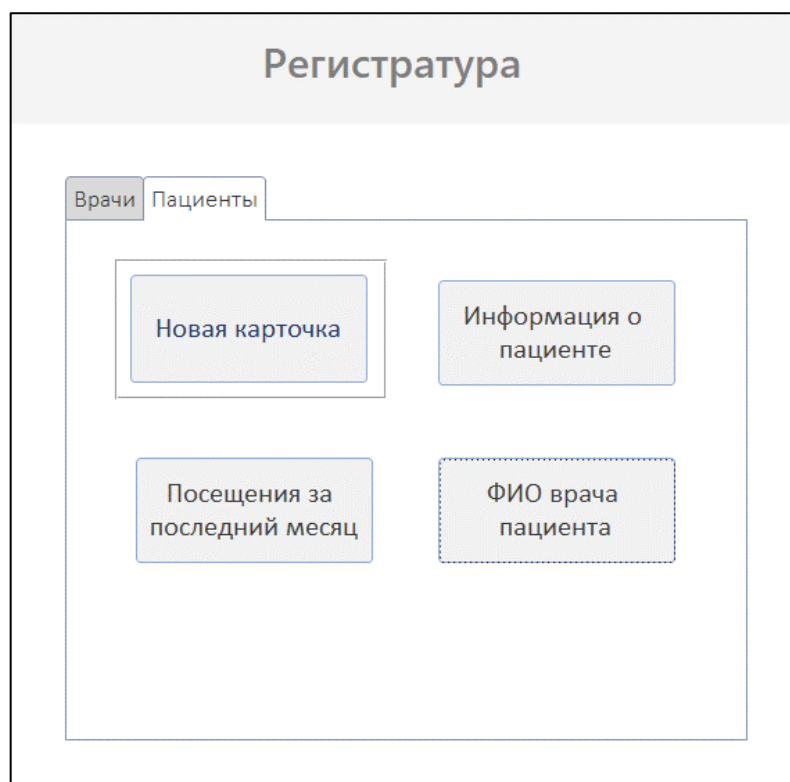 Регистратура
Врачи Пациенты
Новая карточка
Информация о
пациенте
Посещения за
последний месяц
ФИО врача
пациента